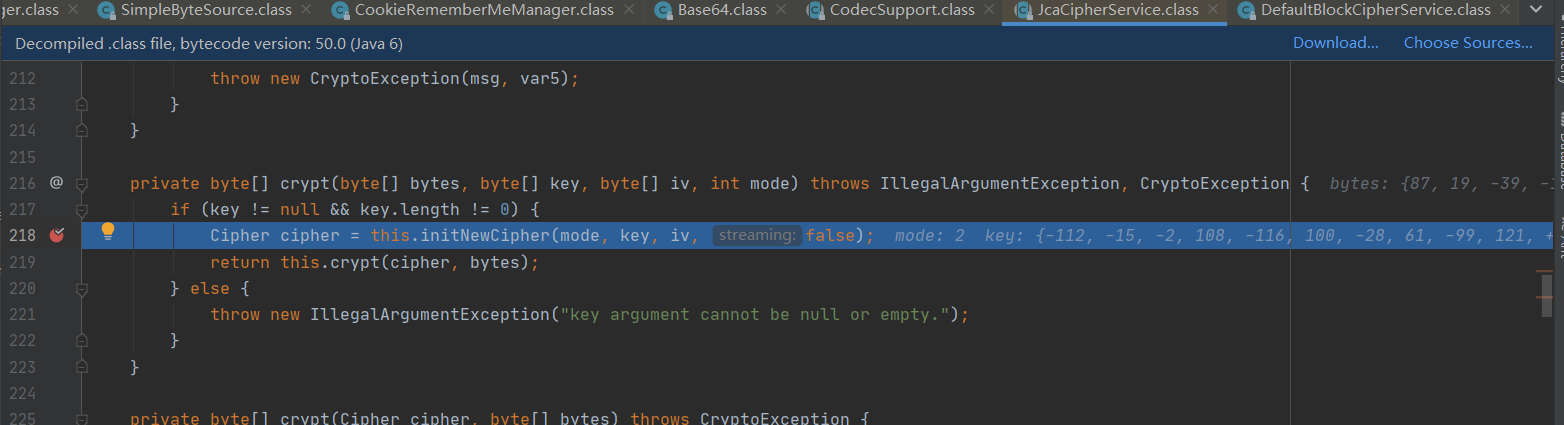 ger.class SimpleByteSource.class CookieRememberMeManager.class Base64.class CodecSupport.class JcaCipherService.class DefaultBlockCipherService.class
Decompiled .class file, bytecode version: 50.0 (Java 6) Download... Choose Sources...
212 throw new CryptoException(msg, var5);
213 }
214 }
215
216 @ private byte[] crypt(byte[] bytes, byte[] key, byte[] iv, int mode) throws IllegalArgumentException, CryptoException { bytes: {87, 19, -39, -
217 if (key != null && key.length != 0) {
218 Cipher cipher = this.initNewCipher(mode, key, iv, streaming: false); mode: 2 key: {-112, -15, -2, 108, -116, 100, -28, 61, -99, 121, +
219 return this.crypt(cipher, bytes);
220 } else {
221 throw new IllegalArgumentException("key argument cannot be null or empty.");
222 }
223 }
224
225 private byte[] crypt(Cipher cipher, byte[] bytes) throws CryptoException {